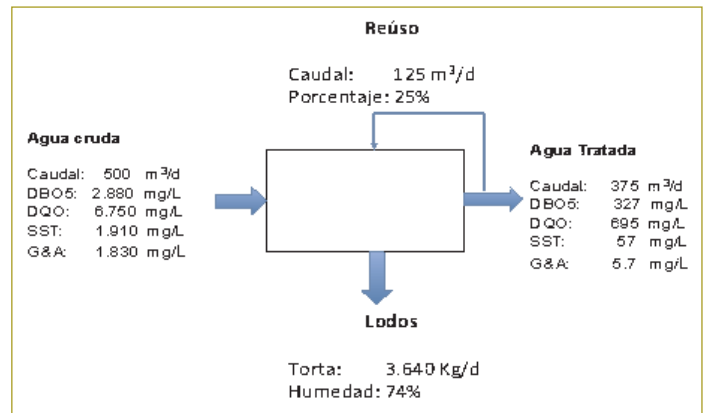 Reúso
Caudal: 125 m³/d
Porcentaje: 25%
Agua cruda
Caudal: 500 m³/d
DBO5: 2.880 mg/L
DQO: 6.750 mg/L
SST: 1.910 mg/L
G&A: 1.830 mg/L
Agua Tratada
Caudal: 375 m³/d
DBO5: 327 mg/L
DQO: 695 mg/L
SST: 57 mg/L
G&A: 5.7 mg/L
Lodos
Torta: 3.640 Kg/d
Humedad: 74%